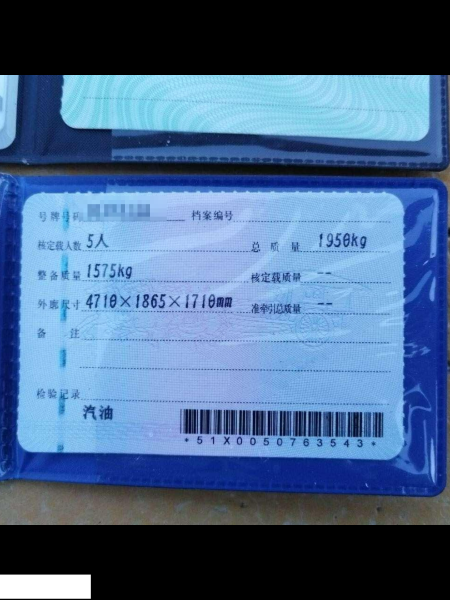 号牌号码 档案编号
核定载人数 5人 总质量 1950kg
整备质量 1575kg 核定载质量 --
外廓尺寸 4710×1865×1710mm 准牵引总质量 --
备注
检验记录
汽油
*51X0050763543*